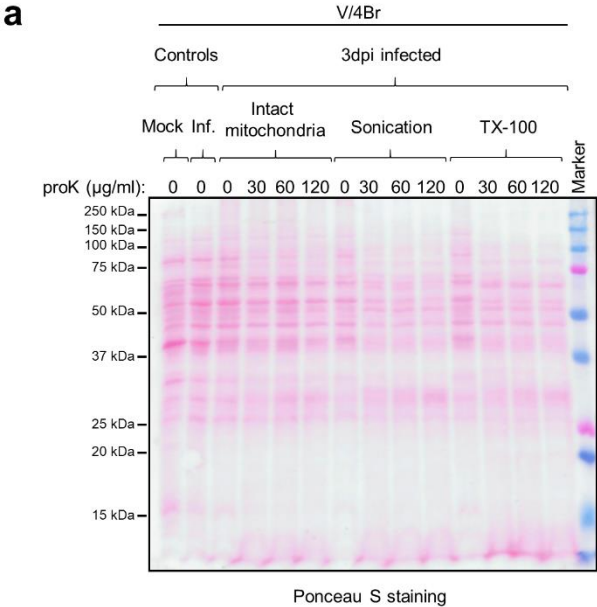 a
V/4Br
Controls 3dpi infected
Mock Inf. Intact mitochondria Sonication TX-100 Marker
proK (µg/ml): 0 0 0 30 60 120 0 30 60 120 0 30 60 120
250 kDa
150 kDa
100 kDa
75 kDa
50 kDa
37 kDa
25 kDa
20 kDa
15 kDa
Ponceau S staining